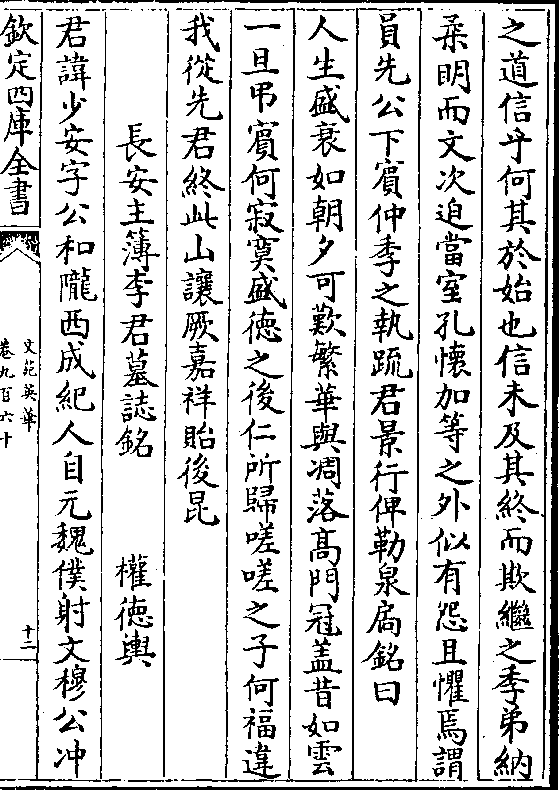 之道信乎何其於始也信未及其終而欺繼之季弟納
柔眀而文次迫當室孔懷加等之外似有怨且懼焉謂
員先公下賔仲季之執䟽君景行俾勒泉扄銘曰
人生盛衰如朝夕可歎繁華與凋落髙門冠盖昔如雲
一旦弔賔何寂寞盛徳之後仁所歸嗟嗟之子何福違
我從先君終此山讓厥嘉祥貽後昆
長安主簿李君墓誌銘 權徳輿
君諱少安字公和隴西成紀人自元魏僕射文穆公冲
欽定四庫全書
文苑英華
卷九百六十
十二